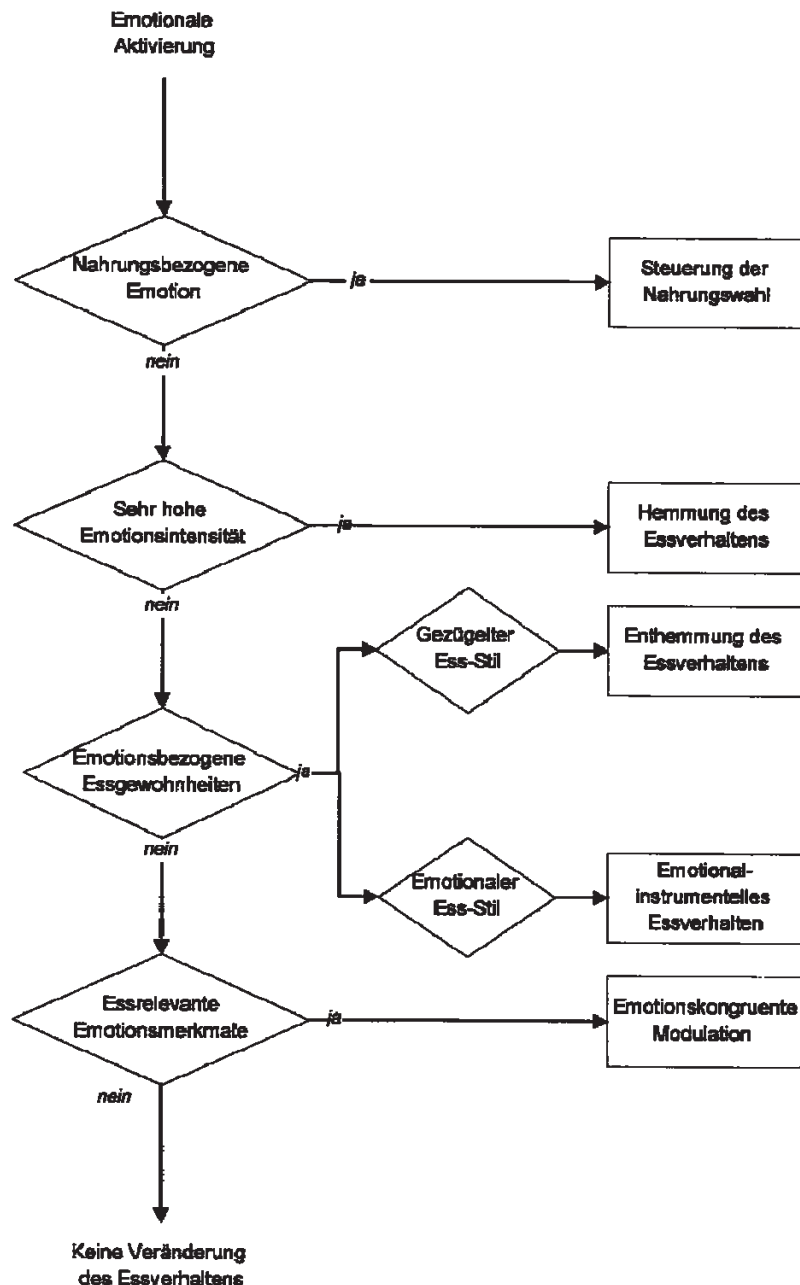 Emotionale
Aktivierung
Nahrungsbezogene
Emotion
ja
Steuerung der
Nahrungswahl
nein
Sehr hohe
Emotionsintensität
ja
Hemmung des
Essverhaltens
nein
Gezügelter
Ess-Stil
Enthemmung des
Essverhaltens
Emotionsbezogene
Essgewohnheiten
ja
nein
Emotionaler
Ess-Stil
Emotional-
instrumentelles
Essverhalten
Essrelevante
Emotionsmerkmale
ja
Emotionskongruente
Modulation
nein
Keine Veränderung
des Essverhaltens